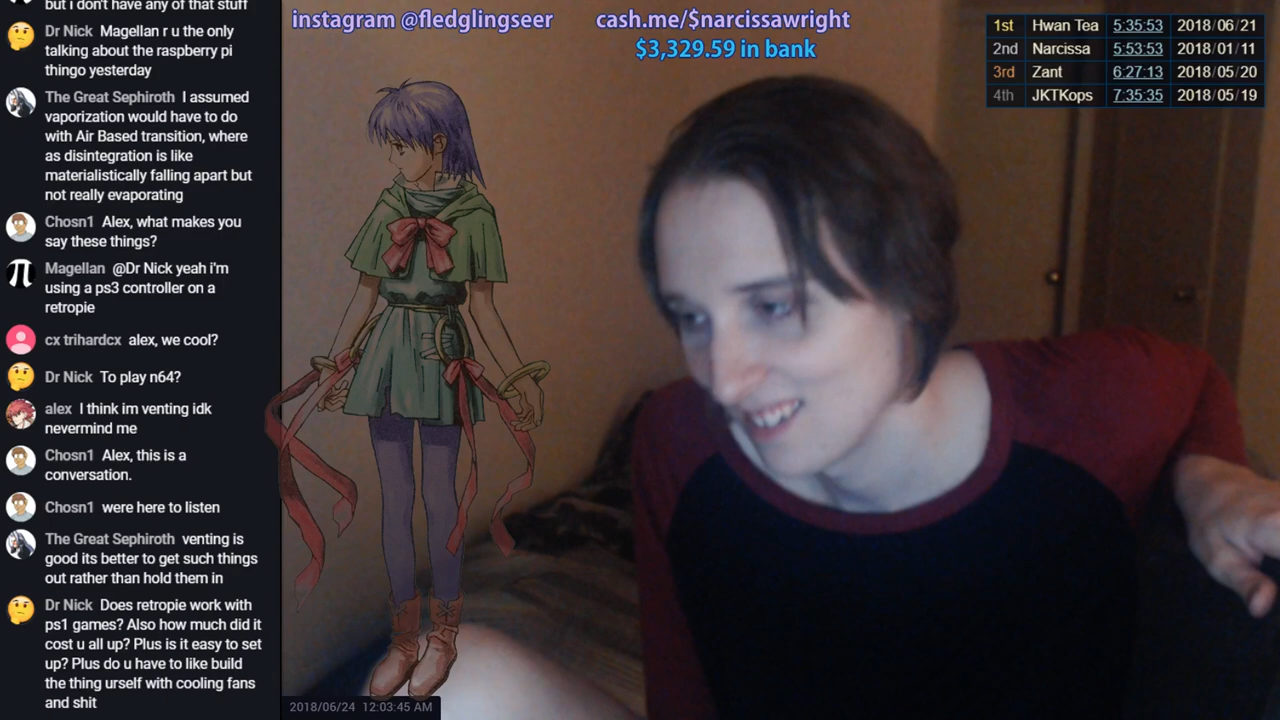 but i don't have any of that stuff
Dr Nick Magellan r u the only
talking about the raspberry pi
thingo yesterday
The Great Sephiroth I assumed
vaporization would have to do
with Air Based transition, where
as disintegration is like
materialistically falling apart but
not really evaporating
Chosn1 Alex, what makes you
say these things?
Magellan @Dr Nick yeah i'm
using a ps3 controller on a
retropie
cx trihardcx alex, we cool?
Dr Nick To play n64?
alex I think im venting idk
nevermind me
Chosn1 Alex, this is a
conversation.
Chosn1 were here to listen
The Great Sephiroth venting is
good its better to get such things
out rather than hold them in
Dr Nick Does retropie work with
ps1 games? Also how much did it
cost u all up? Plus is it easy to set
up? Plus do u have to like build
the thing urself with cooling fans
and shit
instagram @fledglingseer
cash.me/$narcissawright
$3,329.59 in bank
1st Hwan Tea 5:35:53 2018/06/21
2nd Narcissa 5:53:53 2018/01/11
3rd Zant 6:27:13 2018/05/20
4th JKTKops 7:35:35 2018/05/19
2018/06/24 12:03:45 AM